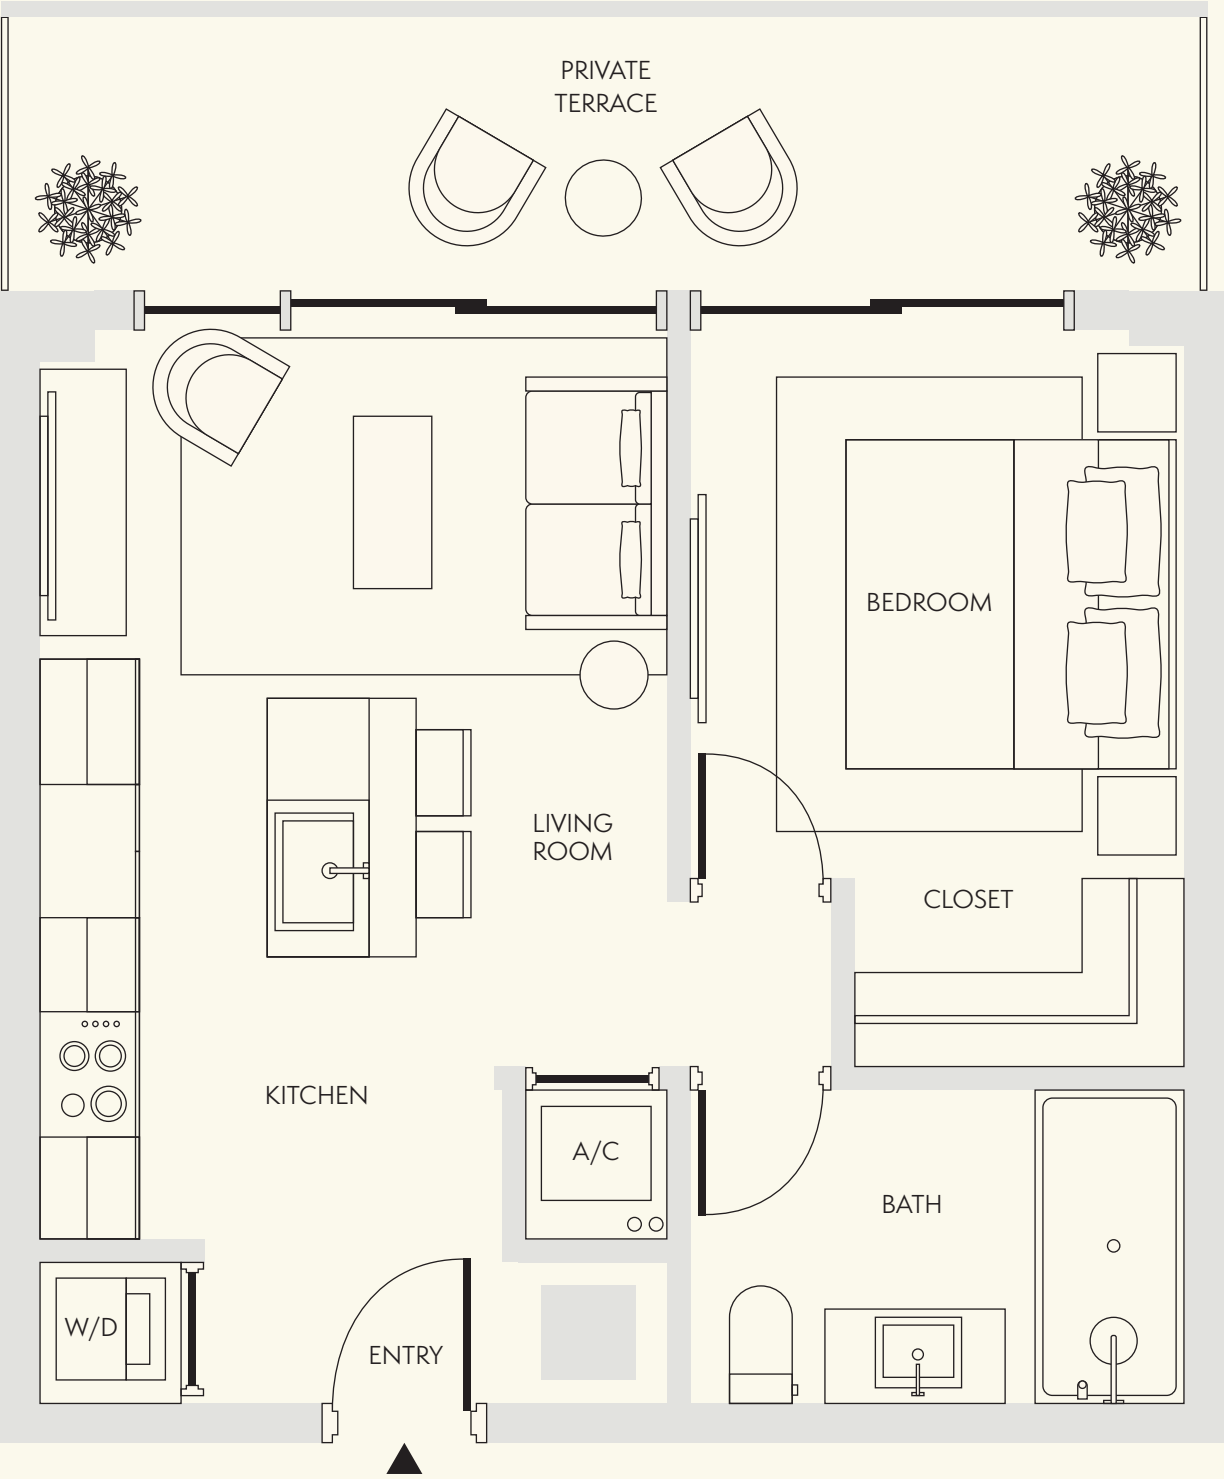 PRIVATE
TERRACE
BEDROOM
LIVING
ROOM
CLOSET
KITCHEN
A/C
BATH
W/D
ENTRY